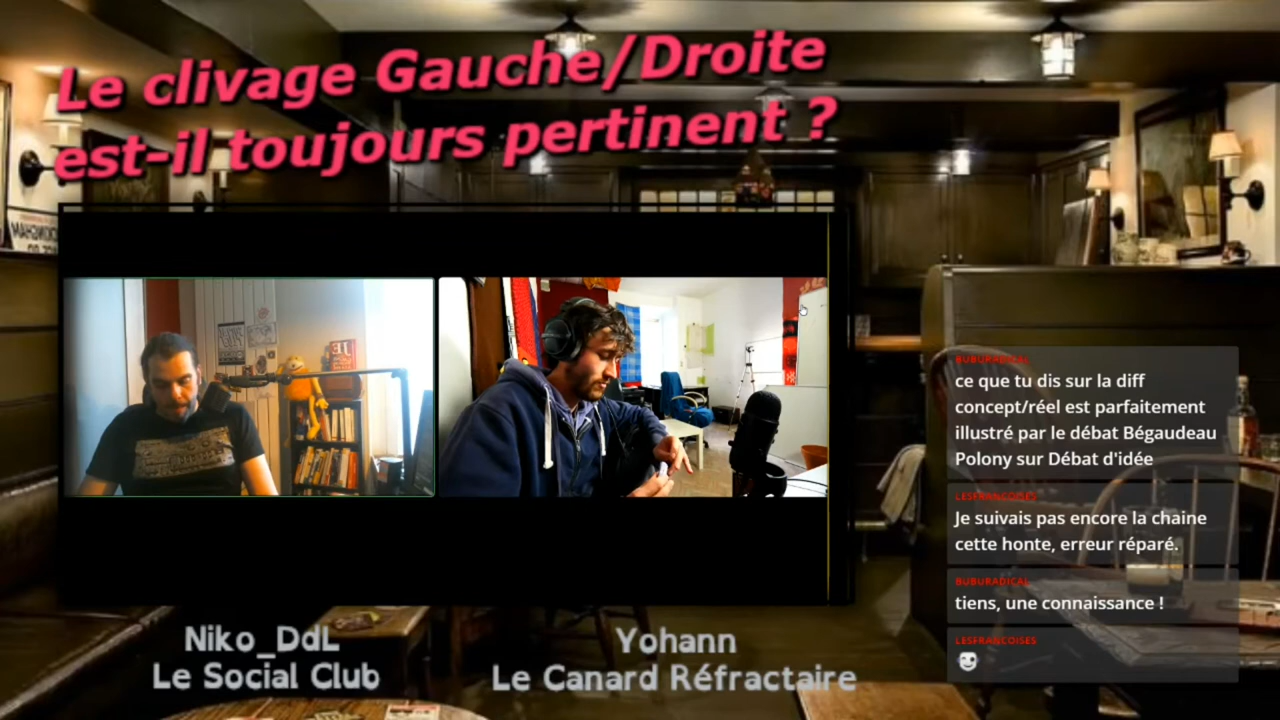 Le clivage Gauche/Droite
est-il toujours pertinent ?
BUBURADICAL
ce que tu dis sur la diff
concept/réel est parfaitement
illustré par le débat Bégaudeau
Polony sur Débat d'idée
LESFRANCOISES
Je suivais pas encore la chaine
cette honte, erreur réparé.
BUBURADICAL
tiens, une connaissance !
LESFRANCOISES
Niko_DdL
Le Social Club
Yohann
Le Canard Réfractaire